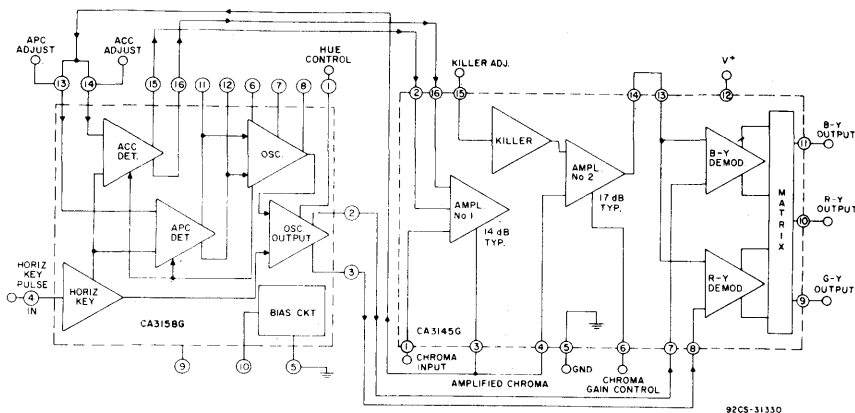 APC
ADJUST
ACC
ADJUST
HUE
CONTROL
KILLER ADJ.
V+
13
14
15
16
11
12
6
7
8
1
2
16
15
14
13
12
ACC
DET.
OSC.
KILLER
AMPL.
No 2
17 dB
TYP.
B-Y
DEMOD
11
B-Y
OUTPUT
APC
DET
OSC
OUTPUT
2
3
AMPL.
No 1
14 dB
TYP.
MATRIX
10
R-Y
OUTPUT
HORIZ
KEY
PULSE
4
IN
HORIZ
KEY
BIAS CKT
R-Y
DEMOD
9
G-Y
OUTPUT
CA3158G
CA3145G
9
10
5
1
3
4
5
6
7
8
CHROMA
INPUT
AMPLIFIED CHROMA
GND
CHROMA
GAIN CONTROL
92CS-31330